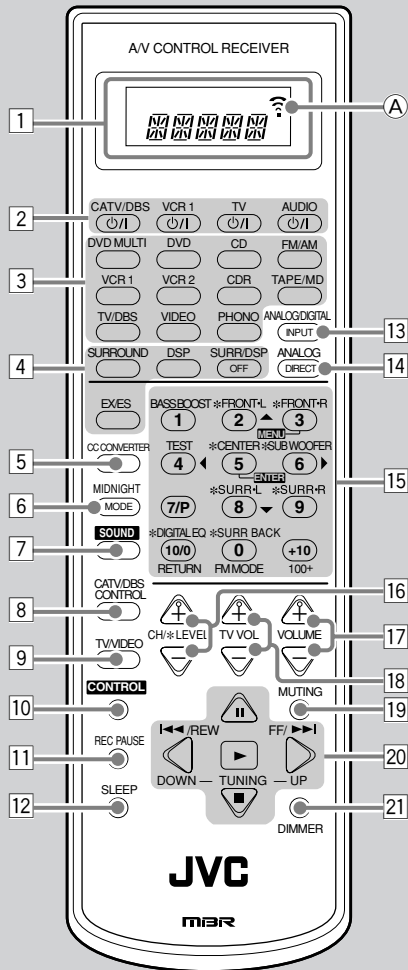 A/V CONTROL RECEIVER
1
A
2
CATV/DBS VCR 1 TV AUDIO
/I /I /I /I
3
DVD MULTI DVD CD FM/AM
VCR 1 VCR 2 CDR TAPE/MD
TV/DBS VIDEO PHONO ANALOG/DIGITAL
INPUT 13
4
SURROUND DSP SURR/DSP ANALOG
OFF DIRECT 14
EX/ES BASS BOOST *FRONT•L *FRONT•R
1 2 3
MENU
5
CC CONVERTER TEST *CENTER *SUBWOOFER
4 5 6 15
ENTER
6
MIDNIGHT *SURR•L *SURR•R
MODE 7/P 8 9
7
SOUND *DIGITAL EQ *SURR BACK
10/0 0 +10
RETURN FM MODE 100+
8
CATV/DBS
CONTROL 16
CH/*LEVEL TV VOL VOLUME 17
9
TV/VIDEO 18
10
CONTROL MUTING 19
11
REC PAUSE /REW FF/ 20
12
SLEEP DOWN — TUNING — UP 21
DIMMER
JVC
MBR